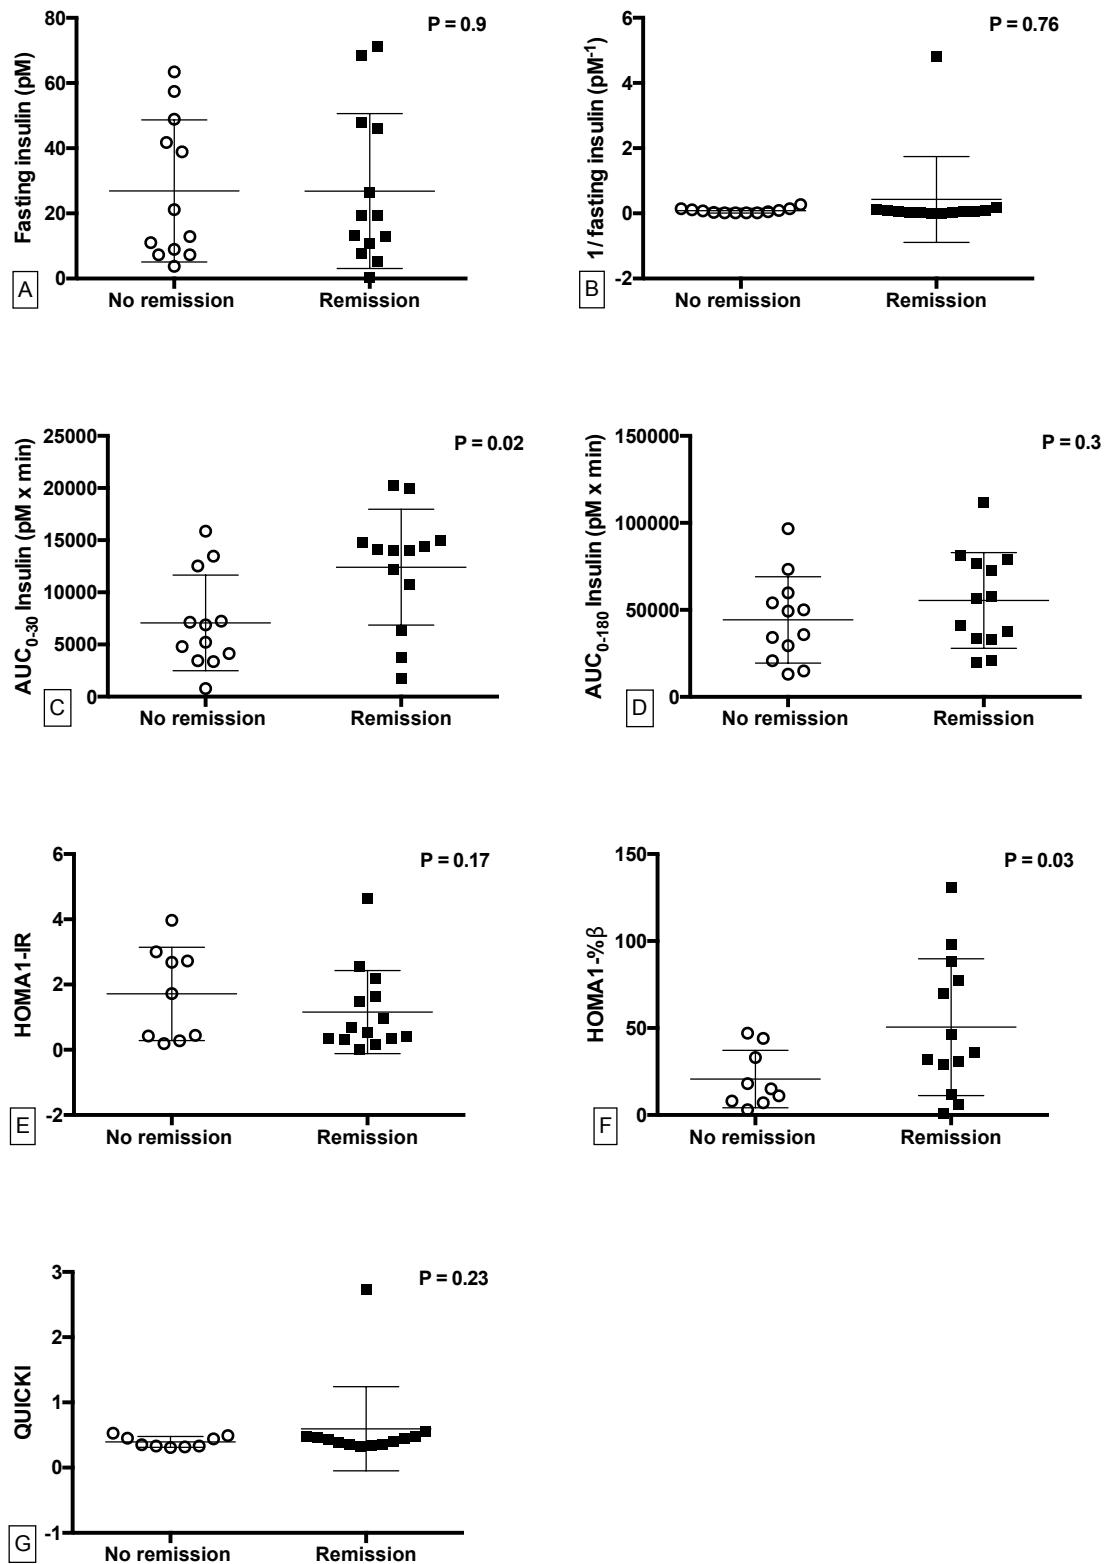 P = 0.9
Fasting insulin (pM)
80
60
40
20
0
No remission
Remission
A
P = 0.76
1/ fasting insulin (pM⁻¹)
6
4
2
0
-2
No remission
Remission
B
P = 0.02
AUC₀₋₃₀ Insulin (pM x min)
25000
20000
15000
10000
5000
0
No remission
Remission
C
P = 0.3
AUC₀₋₁₈₀ Insulin (pM x min)
150000
100000
50000
0
No remission
Remission
D
P = 0.17
HOMA1-IR
6
4
2
0
-2
No remission
Remission
E
P = 0.03
HOMA1-%β
150
100
50
0
No remission
Remission
F
P = 0.23
QUICKI
3
2
1
0
-1
No remission
Remission
G